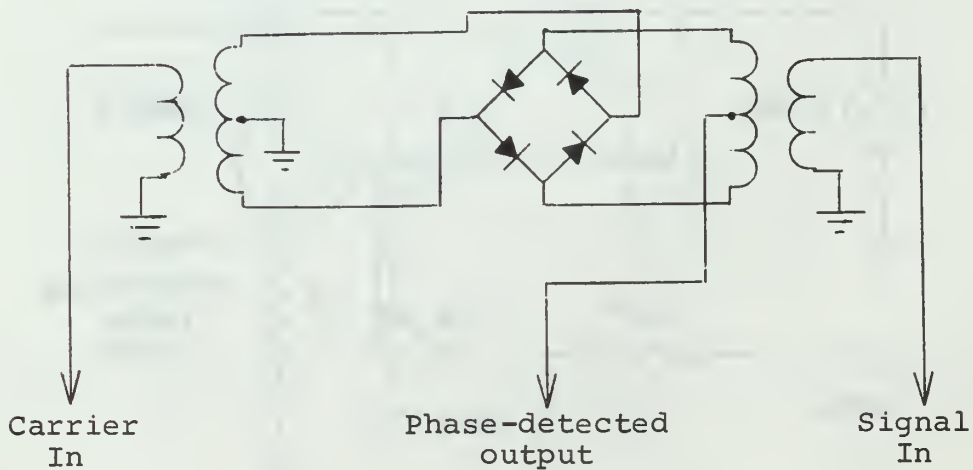 Carrier
In
Phase-detected
output
Signal
In